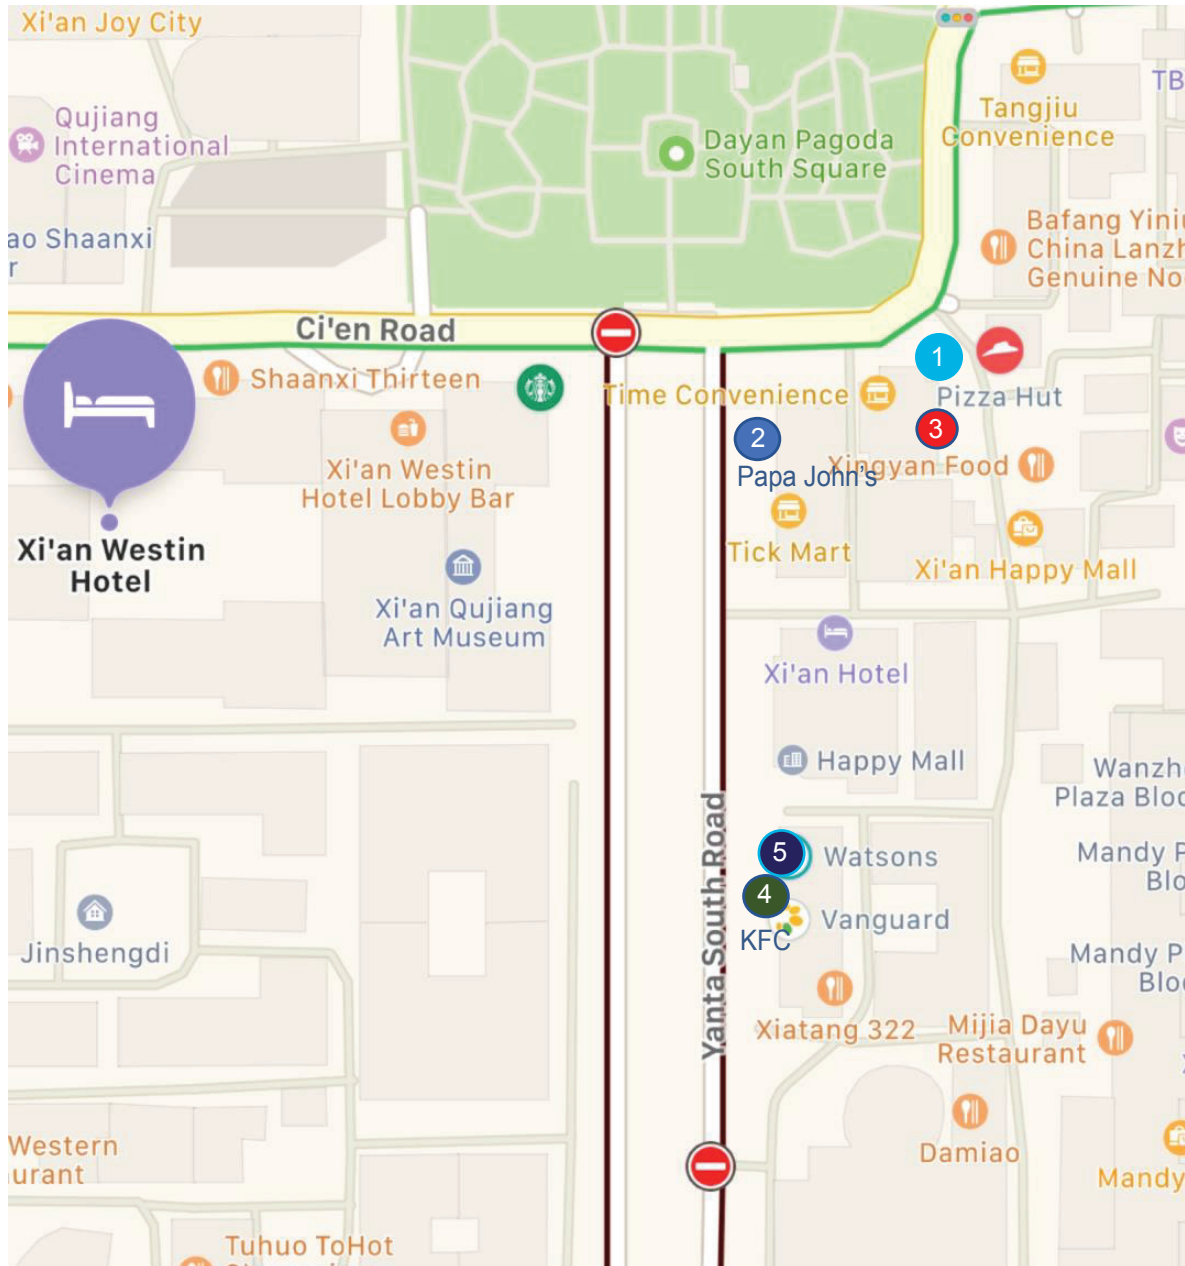 Xi'an Joy City
Qujiang
International
Cinema
ao Shaanxi
r
Dayan Pagoda
South Square
Tangjiu
Convenience
TB
Bafang Yiniu
China Lanzh
Genuine No
Ci'en Road
Shaanxi Thirteen
Time Convenience
1
Pizza Hut
2
Papa John's
3
Xingyan Food
Xi'an Westin
Hotel Lobby Bar
Tick Mart
Xi'an Happy Mall
Xi'an Westin
Hotel
Xi'an Qujiang
Art Museum
Xi'an Hotel
Happy Mall
Wanzh
Plaza Bloc
Yanta South Road
5
Watsons
4
Vanguard
KFC
Mandy P
Blo
Jinshengdi
Mandy P
Bloc
Xiatang 322
Mijia Dayu
Restaurant
Damiao
Western
urant
Mandy
Tuhuo ToHot